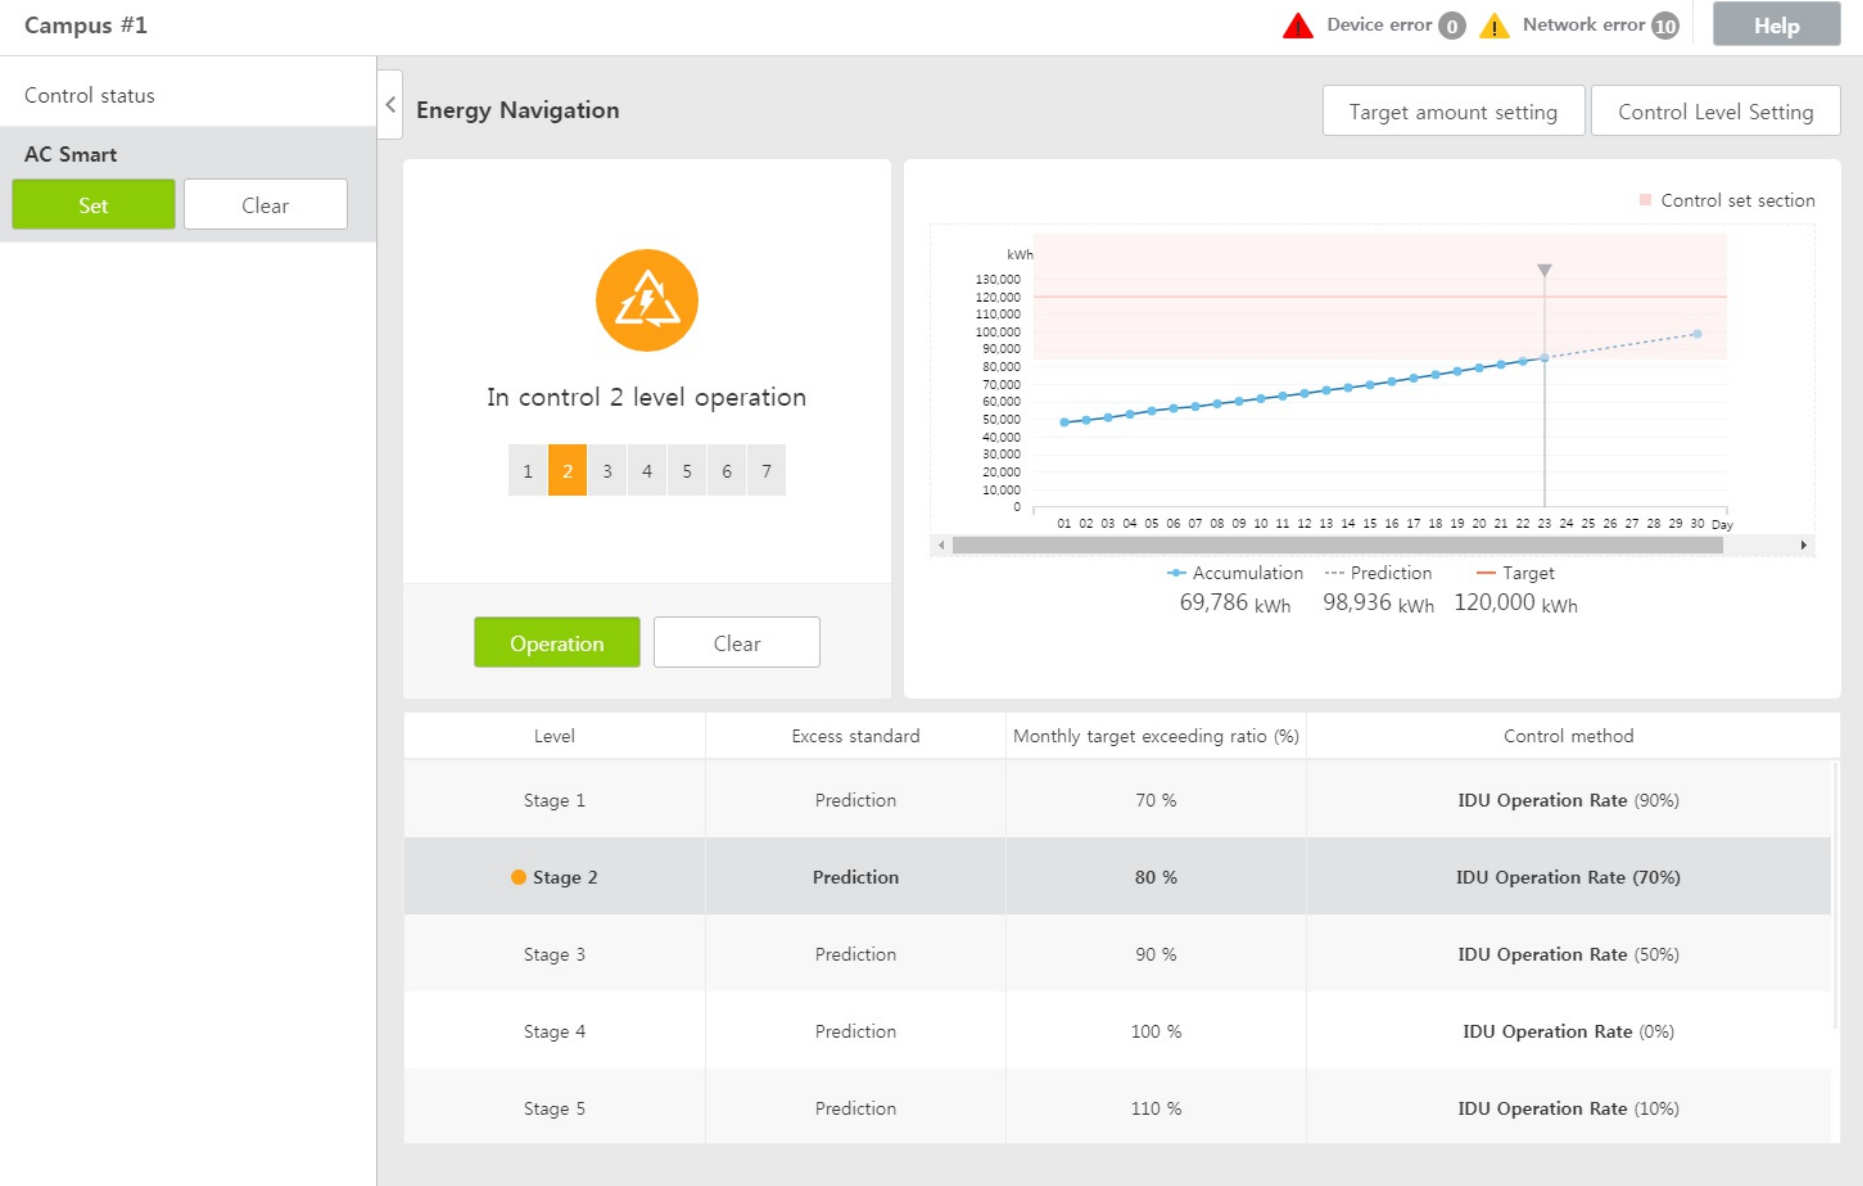 Campus #1
Device error 0 Network error 10 Help
Control status
AC Smart
Set Clear
Energy Navigation
Target amount setting Control Level Setting
In control 2 level operation
1 2 3 4 5 6 7
Operation Clear
Control set section
kWh
130,000
120,000
110,000
100,000
90,000
80,000
70,000
60,000
50,000
40,000
30,000
20,000
10,000
0
01 02 03 04 05 06 07 08 09 10 11 12 13 14 15 16 17 18 19 20 21 22 23 24 25 26 27 28 29 30 Day
Accumulation Prediction Target
69,786 kWh 98,936 kWh 120,000 kWh
Level Excess standard Monthly target exceeding ratio (%) Control method
Stage 1 Prediction 70 % IDU Operation Rate (90%)
Stage 2 Prediction 80 % IDU Operation Rate (70%)
Stage 3 Prediction 90 % IDU Operation Rate (50%)
Stage 4 Prediction 100 % IDU Operation Rate (0%)
Stage 5 Prediction 110 % IDU Operation Rate (10%)